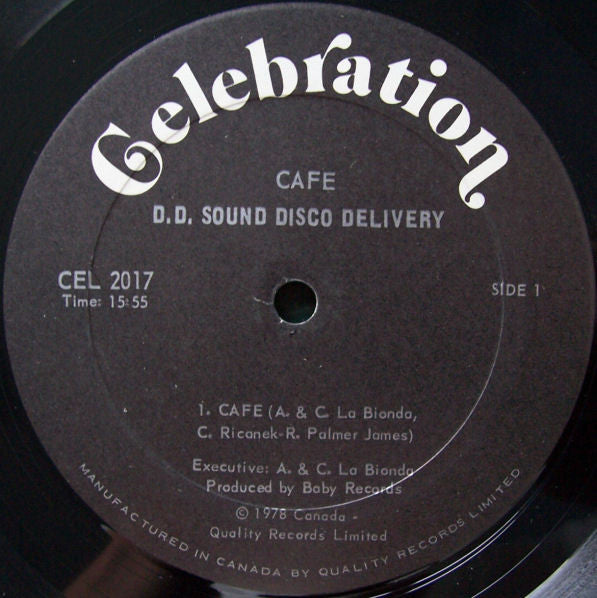 Celebration
CAFE
D.D. SOUND DISCO DELIVERY
CEL 2017
Time: 15:55
SIDE 1
1. CAFE (A. & C. La Bionda,
C. Ricanek-R. Palmer James)
Executive: A. & C. La Bionda
Produced by Baby Records
© 1978 Canada -
Quality Records Limited
MANUFACTURED IN CANADA BY QUALITY RECORDS LIMITED